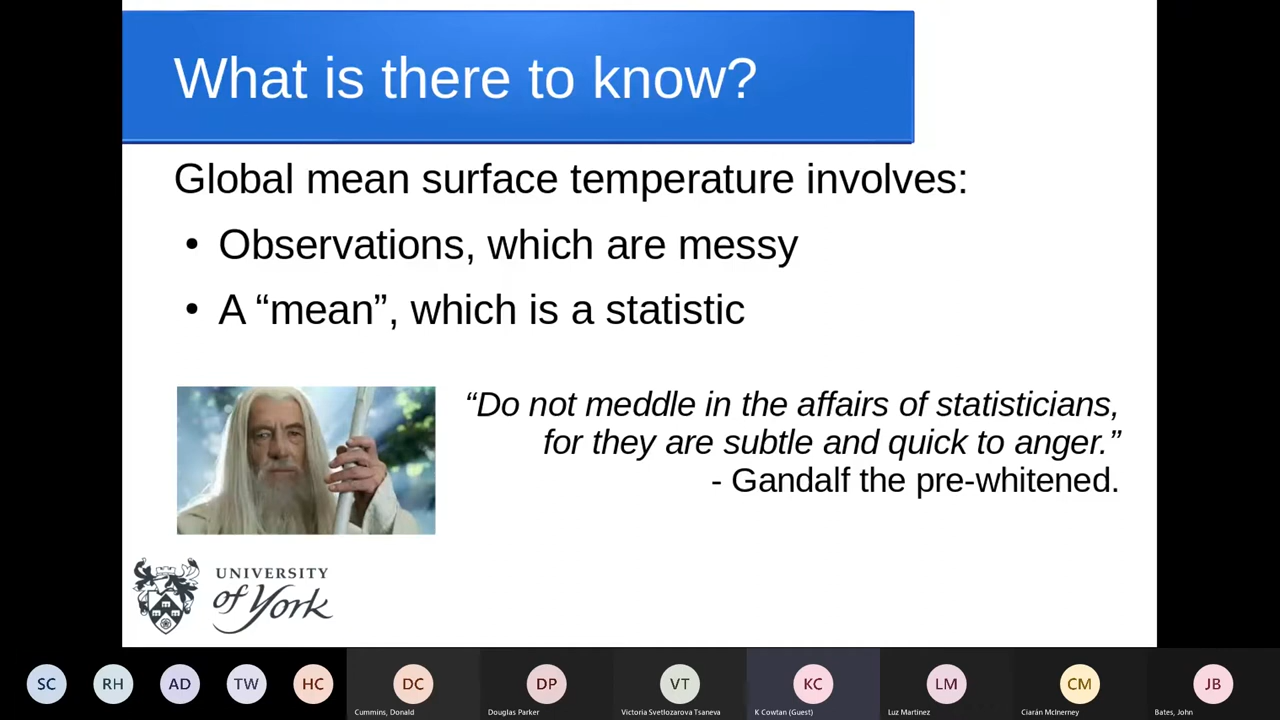 What is there to know?
Global mean surface temperature involves:
• Observations, which are messy
• A “mean”, which is a statistic
“Do not meddle in the affairs of statisticians,
for they are subtle and quick to anger.”
- Gandalf the pre-whitened.
UNIVERSITY
of York
SC RH AD TW HC DC DP VT KC LM CM JB
Cummins, Donald Douglas Parker Victoria Svetlozarova Tsaneva K Cowtan (Guest) Luz Martinez Ciarán McInerney Bates, John